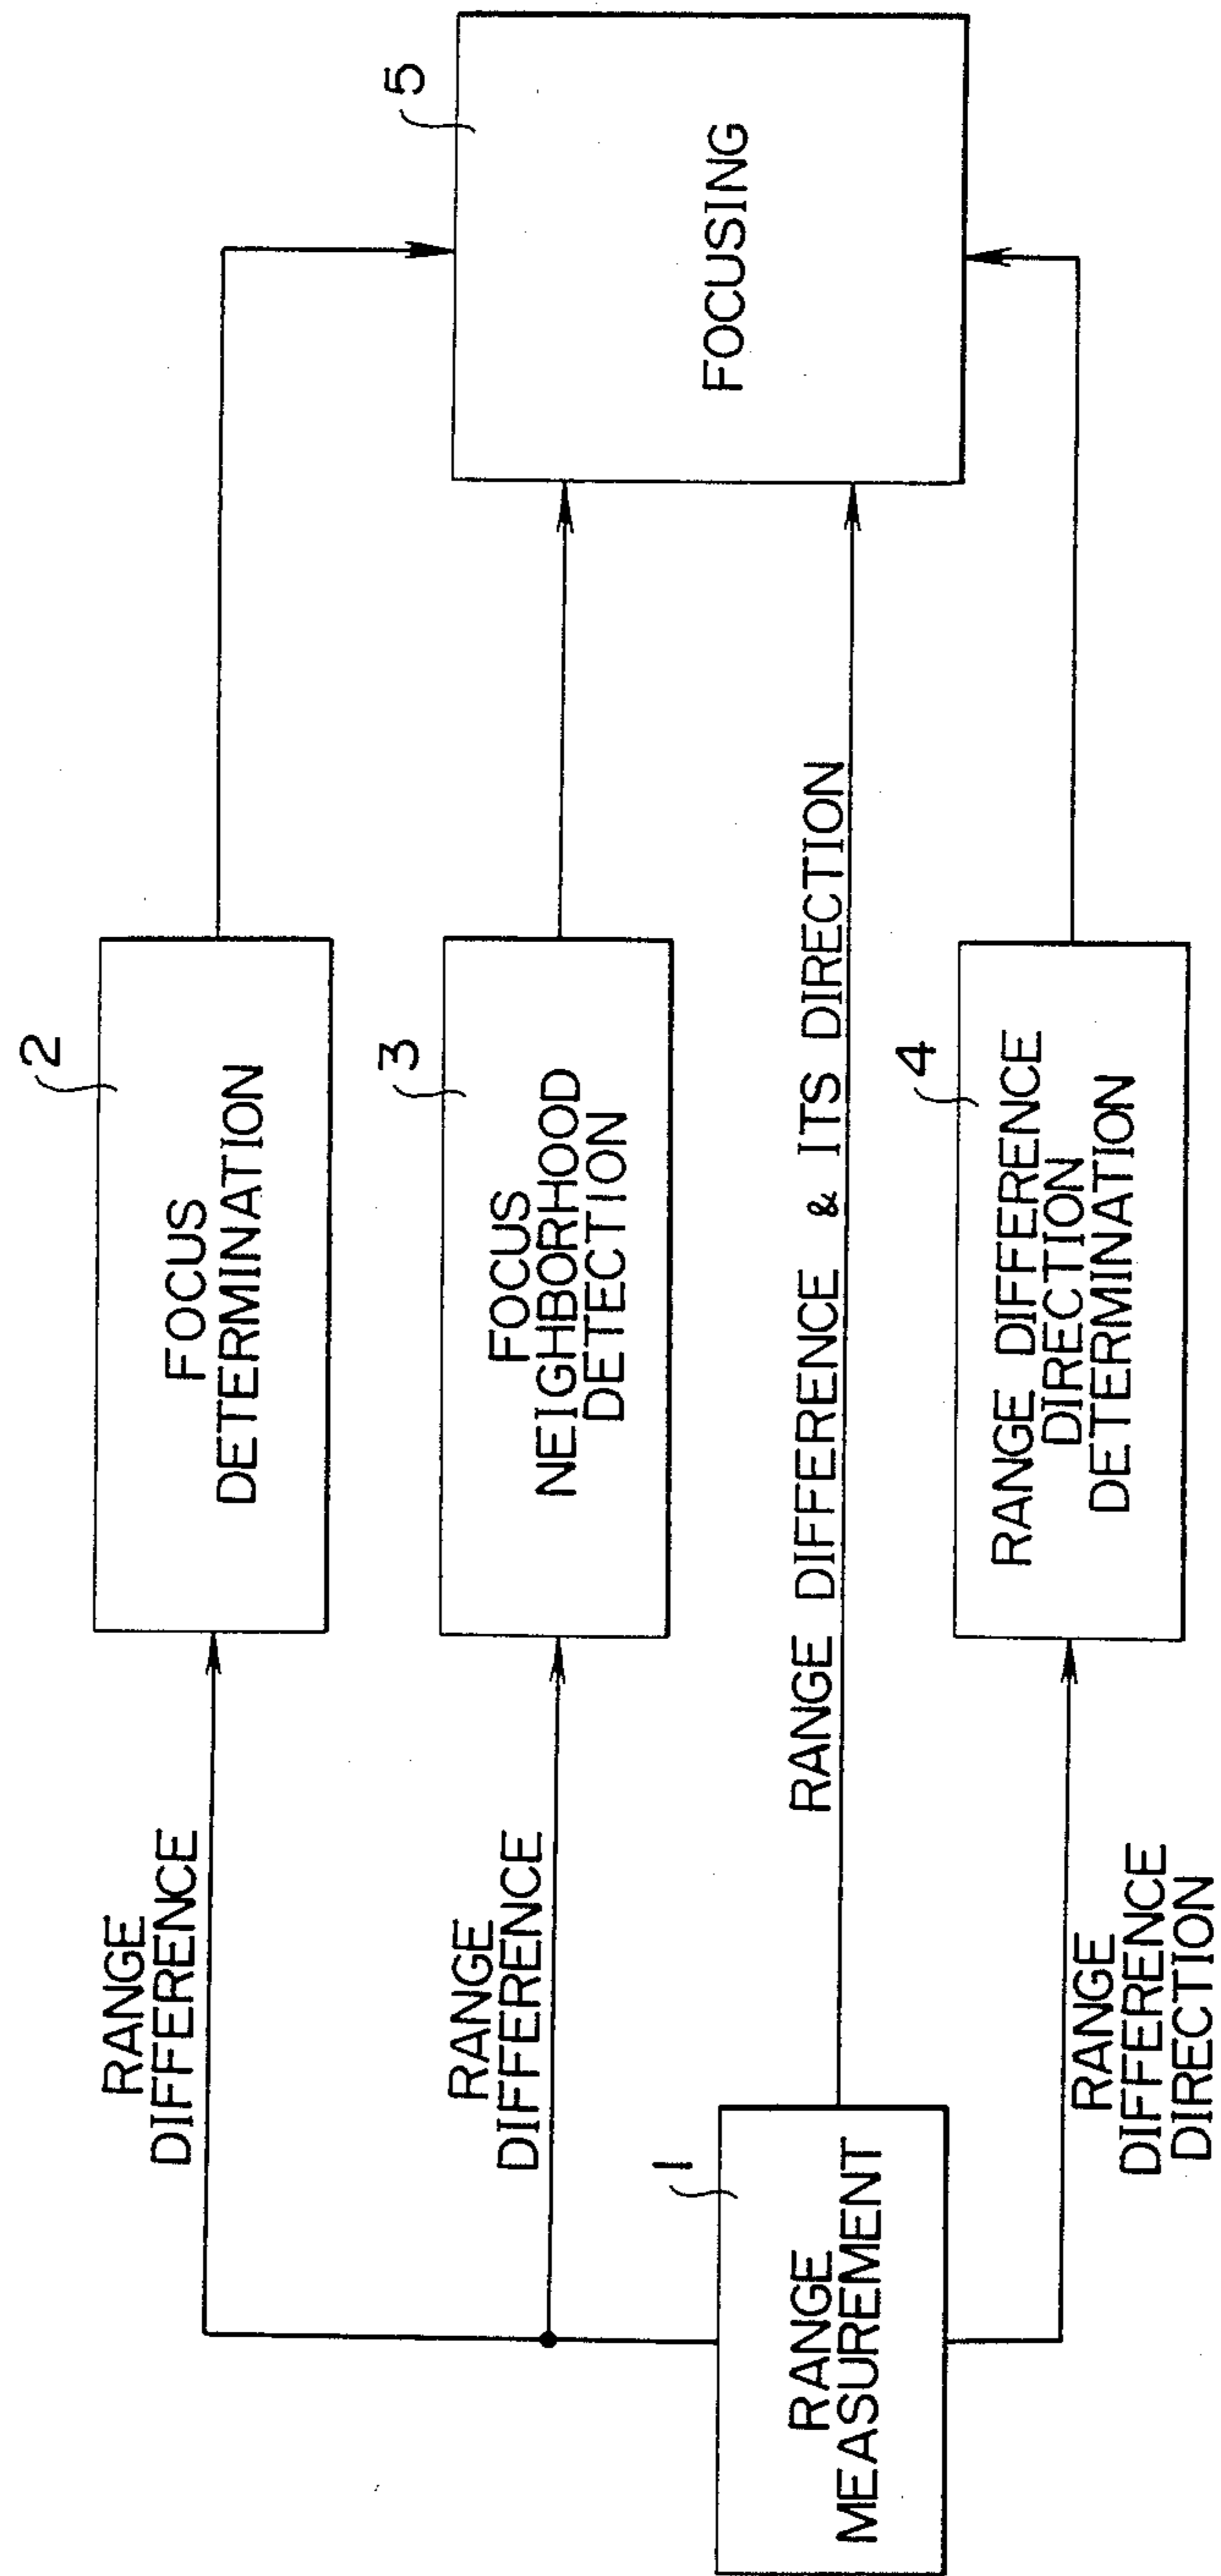 RANGE
MEASUREMENT
1
RANGE
DIFFERENCE
FOCUS
DETERMINATION
2
RANGE
DIFFERENCE
FOCUS
NEIGHBORHOOD
DETECTION
3
RANGE DIFFERENCE & ITS DIRECTION
RANGE
DIFFERENCE
DIRECTION
RANGE DIFFERENCE
DIRECTION
DETERMINATION
4
FOCUSING
5